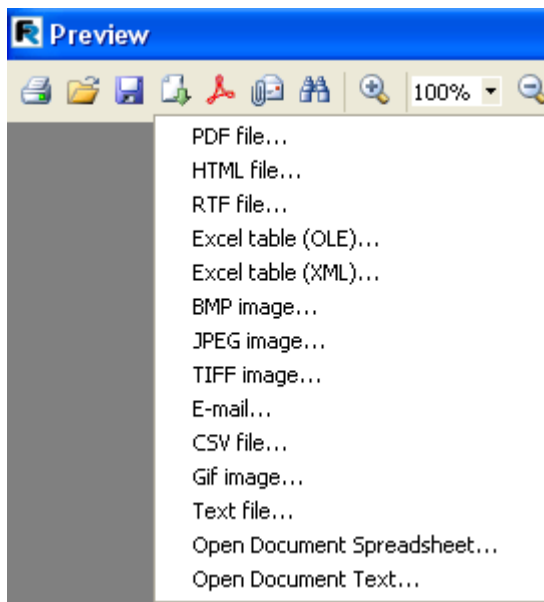 FR Preview
100%
PDF file...
HTML file...
RTF file...
Excel table (OLE)...
Excel table (XML)...
BMP image...
JPEG image...
TIFF image...
E-mail...
CSV file...
Gif image...
Text file...
Open Document Spreadsheet...
Open Document Text...